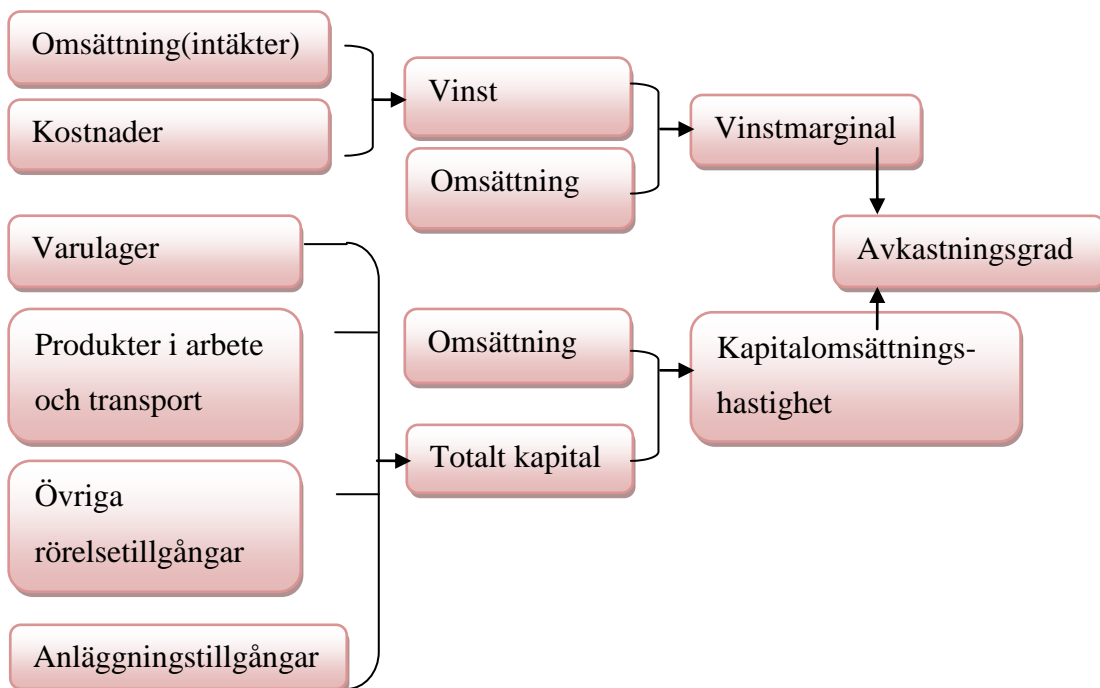 Omsättning(intäkter)
Kostnader
Vinst
Omsättning
Vinstmarginal
Varulager
Produkter i arbete
och transport
Övriga
rörelsetillgångar
Anläggningstillgångar
Omsättning
Totalt kapital
Kapitalomsättnings-
hastighet
Avkastningsgrad